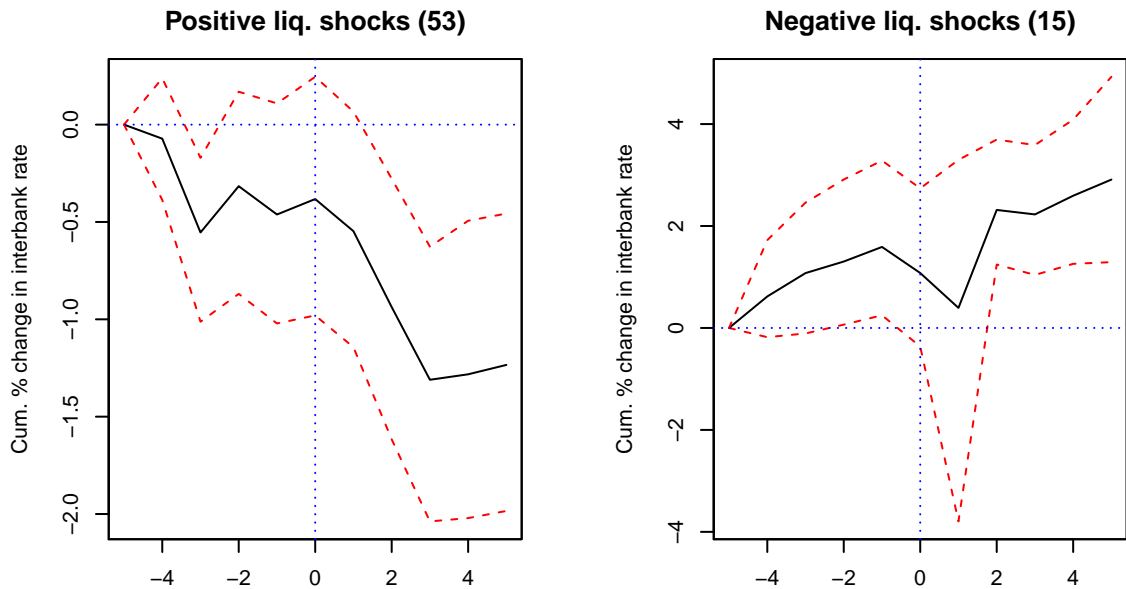 Positive liq. shocks (53)
Cum. % change in interbank rate
0.0
−0.5
−1.0
−1.5
−2.0
−4 −2 0 2 4
Negative liq. shocks (15)
Cum. % change in interbank rate
4
2
0
−2
−4
−4 −2 0 2 4